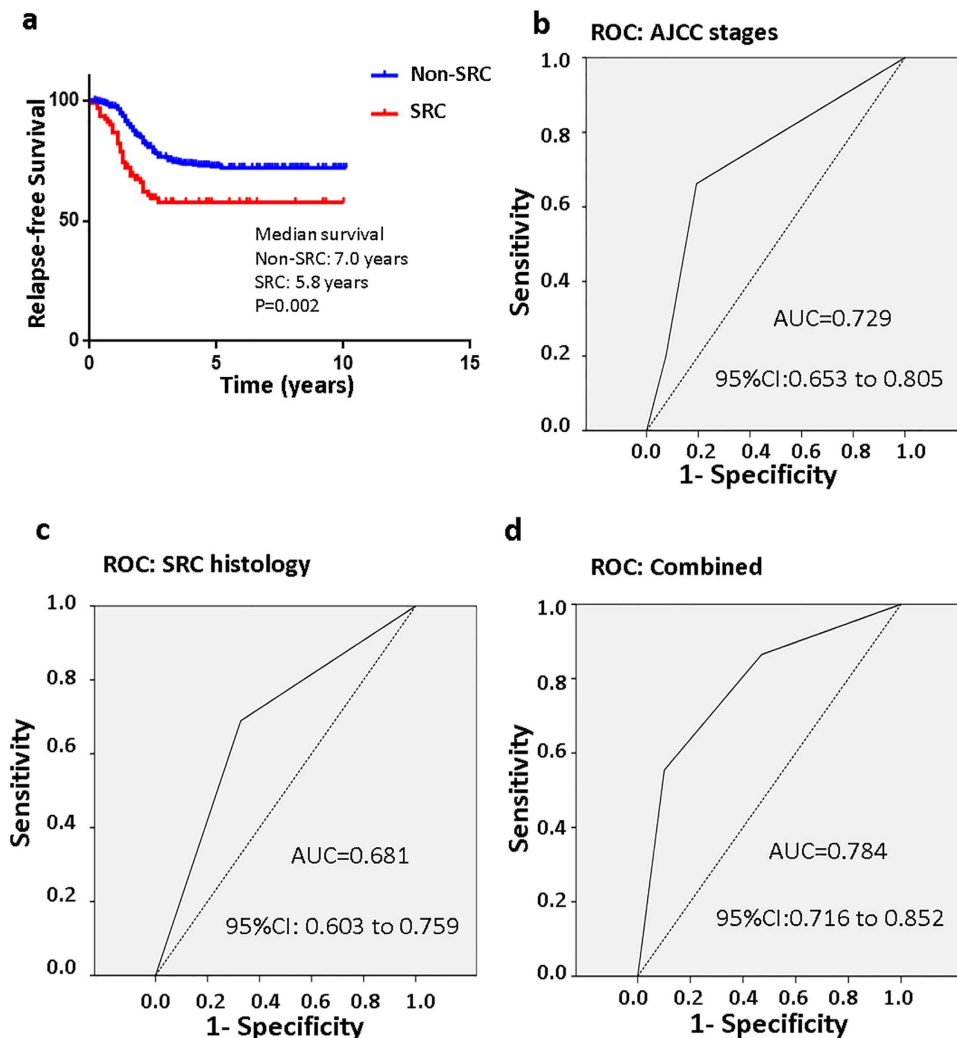 a
Non-SRC
SRC
Relapse-free Survival
100
50
0
0 5 10 15
Time (years)
Median survival
Non-SRC: 7.0 years
SRC: 5.8 years
P=0.002
b
ROC: AJCC stages
Sensitivity
1.0
0.8
0.6
0.4
0.2
0.0
AUC=0.729
95%CI:0.653 to 0.805
0.0 0.2 0.4 0.6 0.8 1.0
1- Specificity
c
ROC: SRC histology
Sensitivity
1.0
0.8
0.6
0.4
0.2
0.0
AUC=0.681
95%CI: 0.603 to 0.759
0.0 0.2 0.4 0.6 0.8 1.0
1- Specificity
d
ROC: Combined
Sensitivity
1.0
0.8
0.6
0.4
0.2
0.0
AUC=0.784
95%CI:0.716 to 0.852
0.0 0.2 0.4 0.6 0.8 1.0
1- Specificity